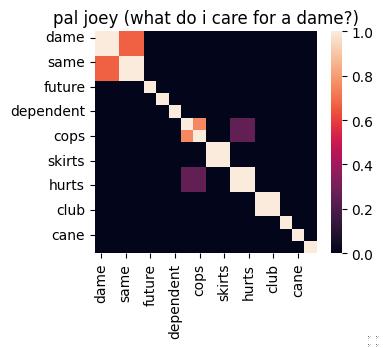 pal joey (what do i care for a dame?)
dame
same
future
dependent
cops
skirts
hurts
club
cane
1.0
0.8
0.6
0.4
0.2
0.0
dame
same
future
dependent
cops
skirts
hurts
club
cane